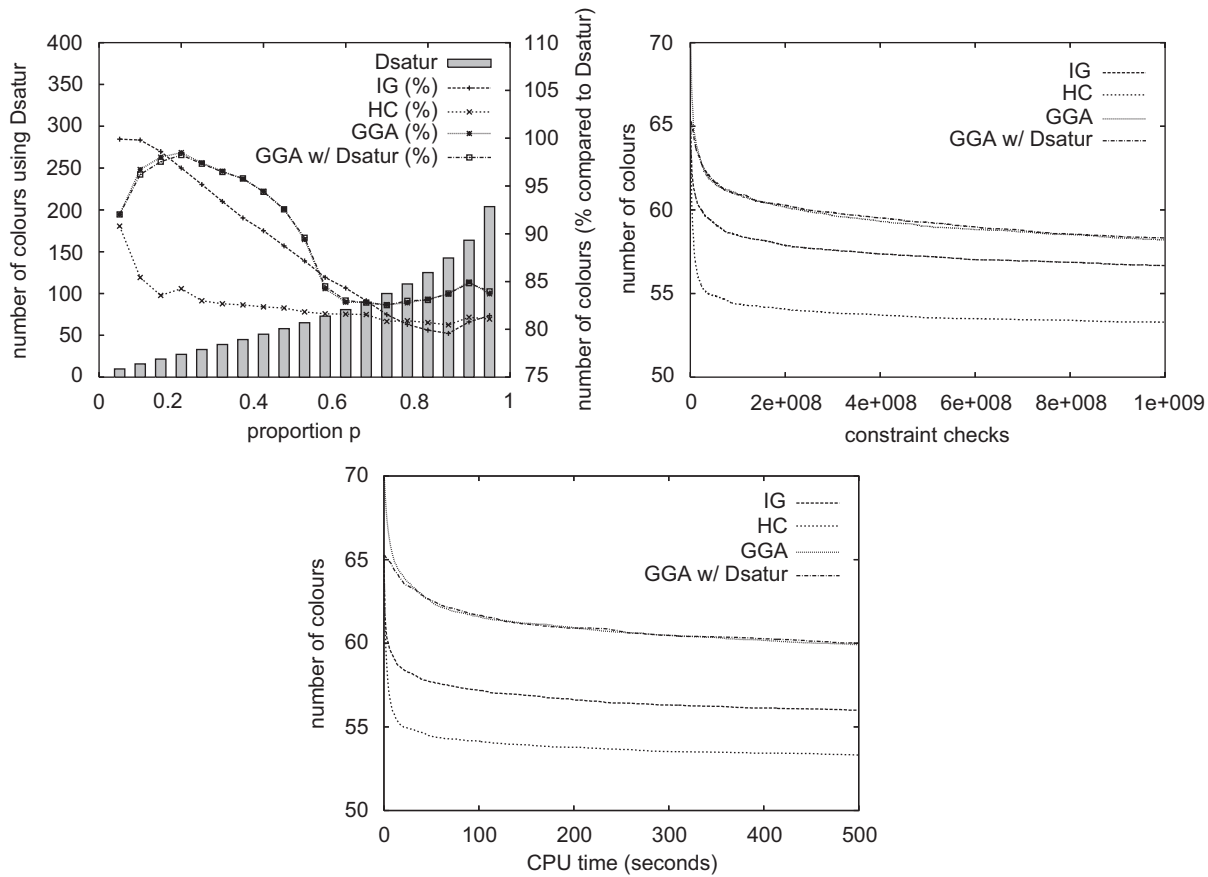 number of colours using Dsatur
400
350
300
250
200
150
100
50
0
Dsatur
IG (%)
HC (%)
GGA (%)
GGA w/ Dsatur (%)
110
105
100
95
90
85
80
75
number of colours (% compared to Dsatur)
0 0.2 0.4 0.6 0.8 1
proportion p
number of colours
70
65
60
55
50
IG
HC
GGA
GGA w/ Dsatur
0 2e+008 4e+008 6e+008 8e+008 1e+009
constraint checks
number of colours
70
65
60
55
50
IG
HC
GGA
GGA w/ Dsatur
0 100 200 300 400 500
CPU time (seconds)